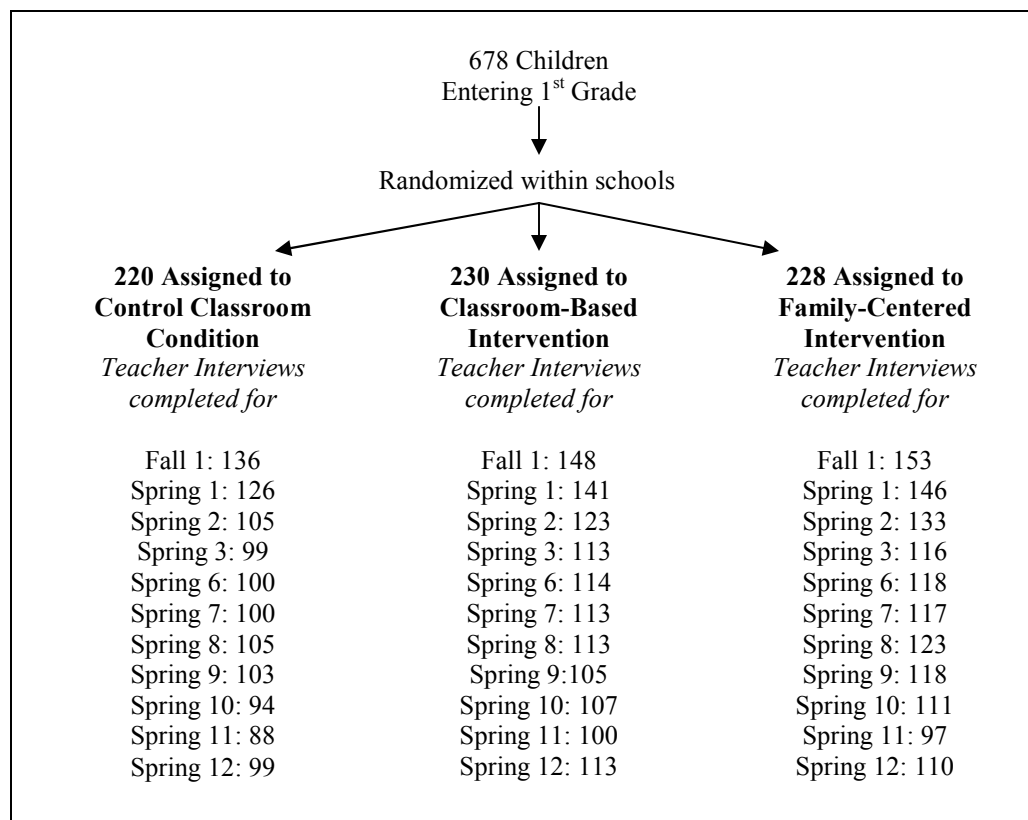 678 Children
Entering 1st Grade
Randomized within schools
220 Assigned to
Control Classroom
Condition
Teacher Interviews
completed for
Fall 1: 136
Spring 1: 126
Spring 2: 105
Spring 3: 99
Spring 6: 100
Spring 7: 100
Spring 8: 105
Spring 9: 103
Spring 10: 94
Spring 11: 88
Spring 12: 99
230 Assigned to
Classroom-Based
Intervention
Teacher Interviews
completed for
Fall 1: 148
Spring 1: 141
Spring 2: 123
Spring 3: 113
Spring 6: 114
Spring 7: 113
Spring 8: 113
Spring 9:105
Spring 10: 107
Spring 11: 100
Spring 12: 113
228 Assigned to
Family-Centered
Intervention
Teacher Interviews
completed for
Fall 1: 153
Spring 1: 146
Spring 2: 133
Spring 3: 116
Spring 6: 118
Spring 7: 117
Spring 8: 123
Spring 9: 118
Spring 10: 111
Spring 11: 97
Spring 12: 110